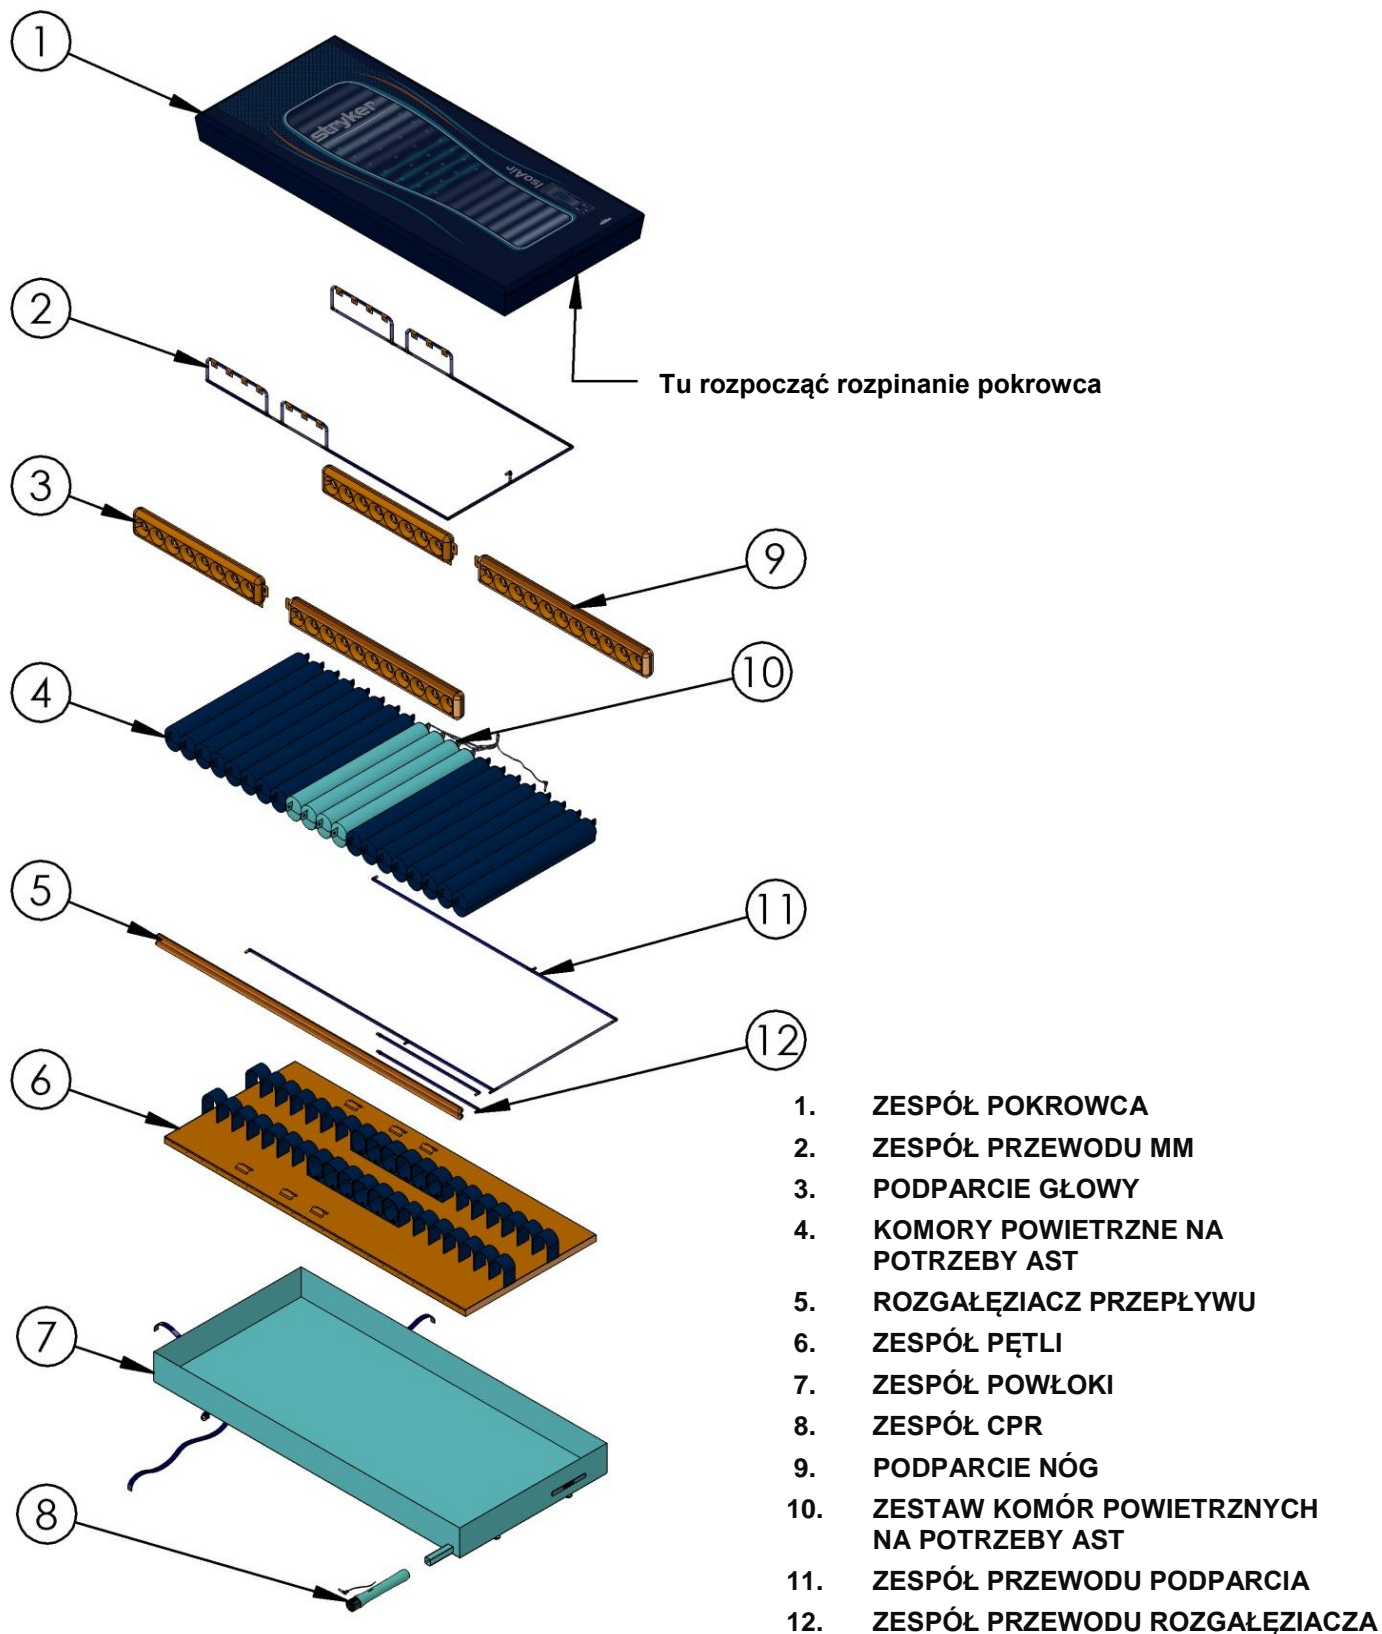 1
stryker
IsoAir
2
Tu rozpocząć rozpinanie pokrowca
3
9
10
4
5
11
12
6
7
8
1. ZESPÓŁ POKROWCA
2. ZESPÓŁ PRZEWODU MM
3. PODPARCIE GŁOWY
4. KOMORY POWIETRZNE NA
POTRZEBY AST
5. ROZGAŁĘZIACZ PRZEPŁYWU
6. ZESPÓŁ PĘTLI
7. ZESPÓŁ POWŁOKI
8. ZESPÓŁ CPR
9. PODPARCIE NÓG
10. ZESTAW KOMÓR POWIETRZNYCH
NA POTRZEBY AST
11. ZESPÓŁ PRZEWODU PODPARCIA
12. ZESPÓŁ PRZEWODU ROZGAŁĘZIACZA